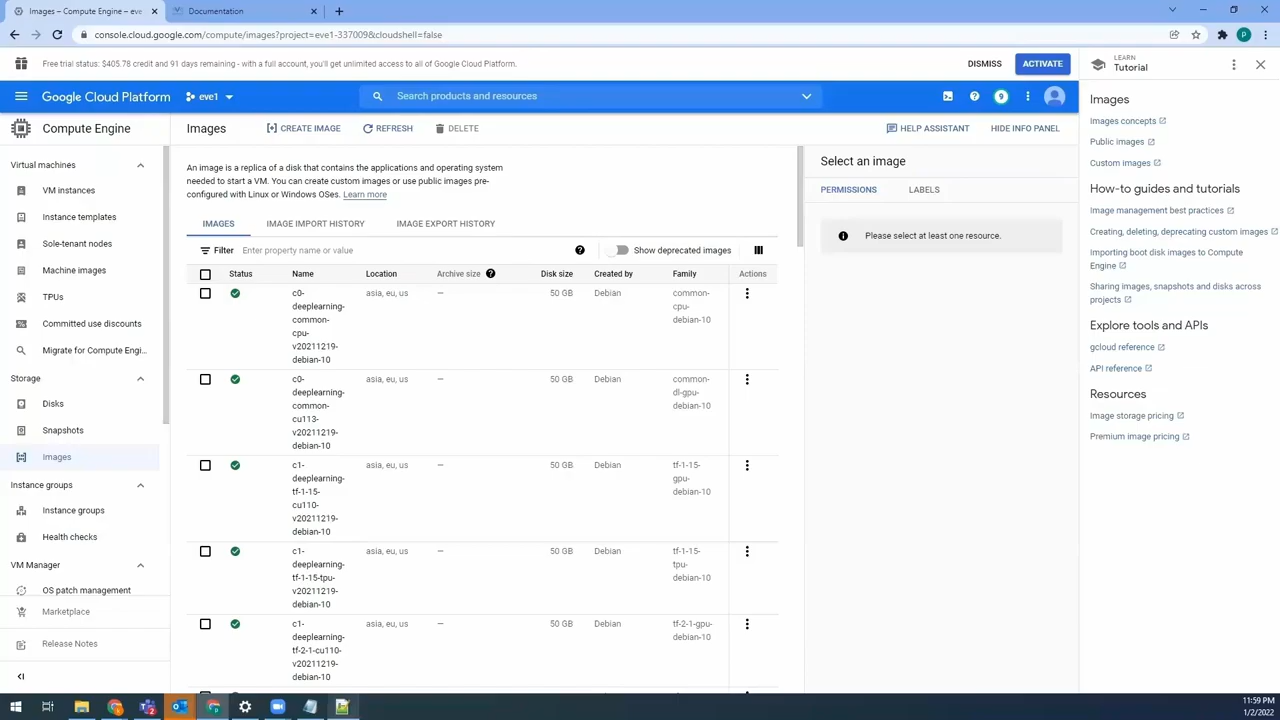 Images – Compute Engine – eve
Documentation
console.cloud.google.com/compute/images?project=eve1-337009&cloudshell=false
P
Free trial status: $405.78 credit and 91 days remaining - with a full account, you'll get unlimited access to all of Google Cloud Platform.
DISMISS
ACTIVATE
LEARN
Tutorial
Google Cloud Platform
eve1
Search products and resources
9
Compute Engine
Images
CREATE IMAGE
REFRESH
DELETE
HELP ASSISTANT
HIDE INFO PANEL
Virtual machines
VM instances
Instance templates
Sole-tenant nodes
Machine images
TPUs
Committed use discounts
Migrate for Compute Engi...
Storage
Disks
Snapshots
Images
Instance groups
Instance groups
Health checks
VM Manager
OS patch management
Marketplace
Release Notes
An image is a replica of a disk that contains the applications and operating system
needed to start a VM. You can create custom images or use public images pre-
configured with Linux or Windows OSes. Learn more
IMAGES
IMAGE IMPORT HISTORY
IMAGE EXPORT HISTORY
Filter
Enter property name or value
Show deprecated images
Status
Name
Location
Archive size
Disk size
Created by
Family
Actions
c0-
deeplearning-
common-
cpu-
v20211219-
debian-10
asia, eu, us
—
50 GB
Debian
common-
cpu-
debian-10
c0-
deeplearning-
common-
cu113-
v20211219-
debian-10
asia, eu, us
—
50 GB
Debian
common-
dl-gpu-
debian-10
c1-
deeplearning-
tf-1-15-
cu110-
v20211219-
debian-10
asia, eu, us
—
50 GB
Debian
tf-1-15-
gpu-
debian-10
c1-
deeplearning-
tf-1-15-tpu-
v20211219-
debian-10
asia, eu, us
—
50 GB
Debian
tf-1-15-
tpu-
debian-10
c1-
deeplearning-
tf-2-1-cu110-
v20211219-
debian-10
asia, eu, us
—
50 GB
Debian
tf-2-1-gpu-
debian-10
Select an image
PERMISSIONS
LABELS
Please select at least one resource.
Images
Images concepts
Public images
Custom images
How-to guides and tutorials
Image management best practices
Creating, deleting, deprecating custom images
Importing boot disk images to Compute
Engine
Sharing images, snapshots and disks across
projects
Explore tools and APIs
gcloud reference
API reference
Resources
Image storage pricing
Premium image pricing
11:59 PM
1/2/2022